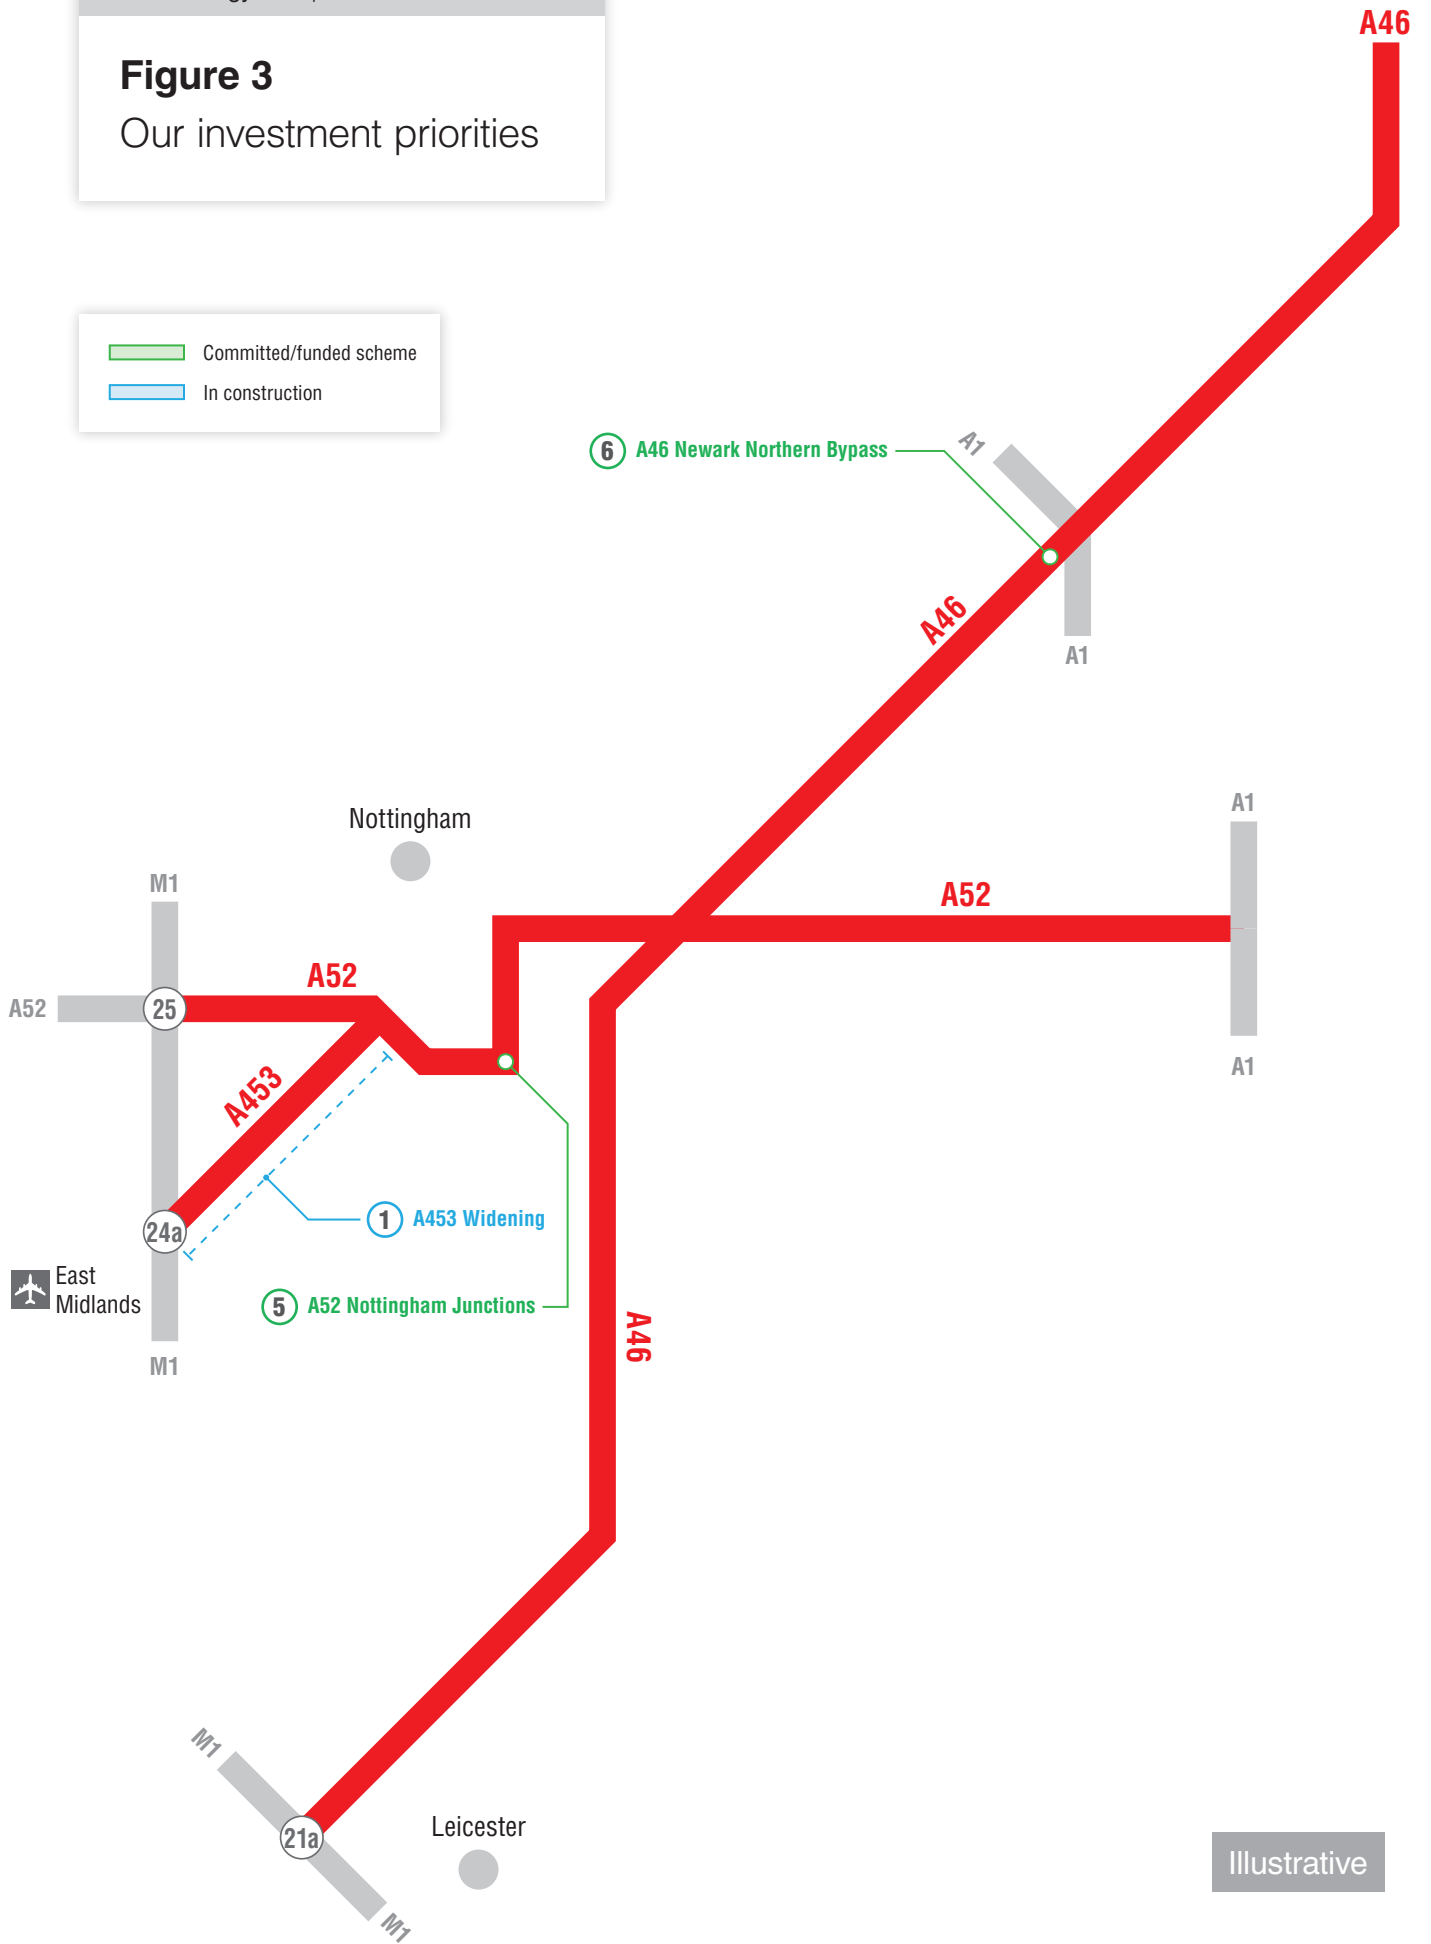 Figure 3
Our investment priorities
A46
Committed/funded scheme
In construction
6 A46 Newark Northern Bypass
A1
A46
A1
Nottingham
A1
M1
A52
A52
A52
25
A453
A1
1 A453 Widening
24a
East
Midlands
5 A52 Nottingham Junctions
A46
M1
M1
21a
Leicester
M1
Illustrative